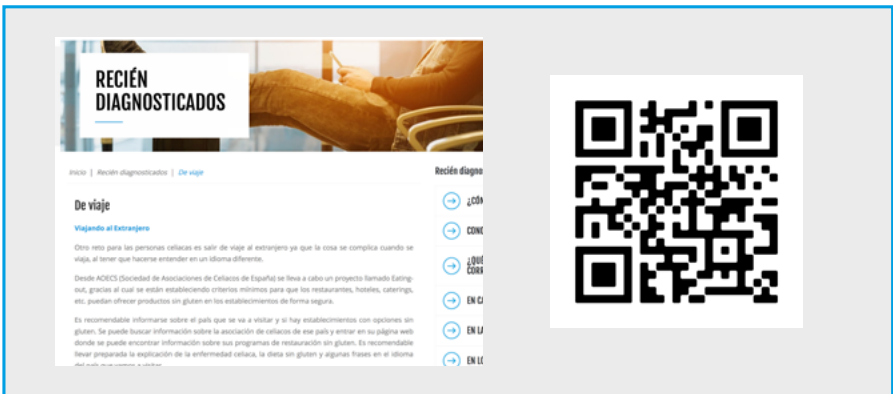 RECIÉN
DIAGNOSTICADOS
Inicio | Recién diagnosticados | De viaje
De viaje
Viajando al Extranjero
Otro reto para las personas celiacas es salir de viaje al extranjero ya que la cosa se complica cuando se
viaja, al tener que hacerse entender en un idioma diferente.
Desde AOECS (Sociedad de Asociaciones de Celiacos de España) se lleva a cabo un proyecto llamado Eating-
out, gracias al cual se están estableciendo criterios mínimos para que los restaurantes, hoteles, caterings,
etc. puedan ofrecer productos sin gluten en los establecimientos de forma segura.
Es recomendable informarse sobre el país que se va a visitar y si hay establecimientos con opciones sin
gluten. Se puede buscar información sobre la asociación de celiacos de ese país y entrar en su página web
donde se puede encontrar información sobre sus programas de restauración sin gluten. Es recomendable
llevar preparada la explicación de la enfermedad celiaca, la dieta sin gluten y algunas frases en el idioma
del país que vamos a visitar.
Recién diagno
¿CÓM
CONO
¿QUÉ
CORR
EN CA
EN LA
EN LO